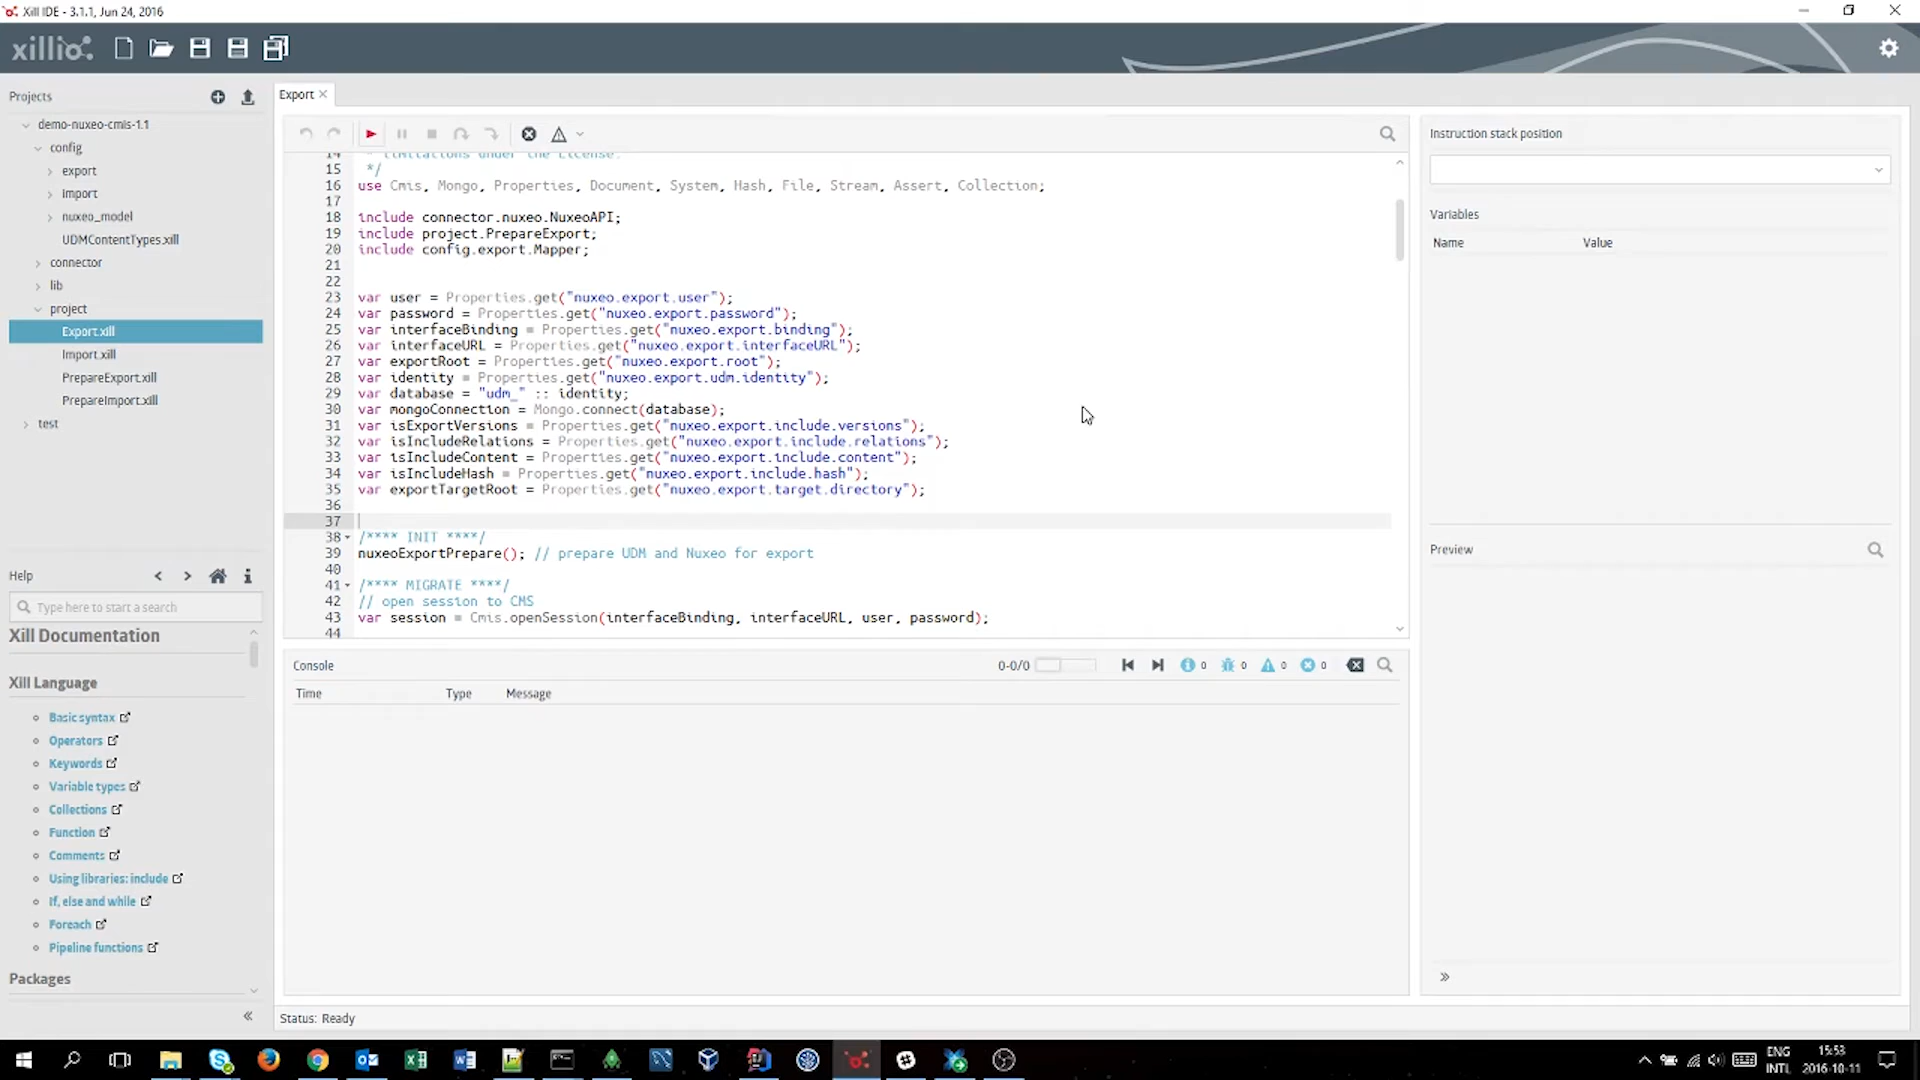 Xill IDE - 3.1.1, Jun 24, 2016
xillio
Projects
demo-nuxeo-cmis-1.1
config
export
import
nuxeo_model
UDMContentTypes.xill
connector
lib
project
Export.xill
Import.xill
PrepareExport.xill
PrepareImport.xill
test
Export
14 * limitations under the License.
15 */
16 use Cmis, Mongo, Properties, Document, System, Hash, File, Stream, Assert, Collection;
17
18 include connector.nuxeo.NuxeoAPI;
19 include project.PrepareExport;
20 include config.export.Mapper;
21
22
23 var user = Properties.get("nuxeo.export.user");
24 var password = Properties.get("nuxeo.export.password");
25 var interfaceBinding = Properties.get("nuxeo.export.binding");
26 var interfaceURL = Properties.get("nuxeo.export.interfaceURL");
27 var exportRoot = Properties.get("nuxeo.export.root");
28 var identity = Properties.get("nuxeo.export.udm.identity");
29 var database = "udm_" :: identity;
30 var mongoConnection = Mongo.connect(database);
31 var isExportVersions = Properties.get("nuxeo.export.include.versions");
32 var isIncludeRelations = Properties.get("nuxeo.export.include.relations");
33 var isIncludeContent = Properties.get("nuxeo.export.include.content");
34 var isIncludeHash = Properties.get("nuxeo.export.include.hash");
35 var exportTargetRoot = Properties.get("nuxeo.export.target.directory");
36
37
38 /**** INIT ****/
39 nuxeoExportPrepare(); // prepare UDM and Nuxeo for export
40
41 /**** MIGRATE ****/
42 // open session to CMS
43 var session = Cmis.openSession(interfaceBinding, interfaceURL, user, password);
44
Instruction stack position
Variables
Name Value
Preview
Help
Type here to start a search
Xill Documentation
Xill Language
Basic syntax
Operators
Keywords
Variable types
Collections
Function
Comments
Using libraries: include
If, else and while
Foreach
Pipeline functions
Packages
Console
0-0/0
0 0 0 0
Time Type Message
Status: Ready
ENG
INTL
15:53
2016-10-11